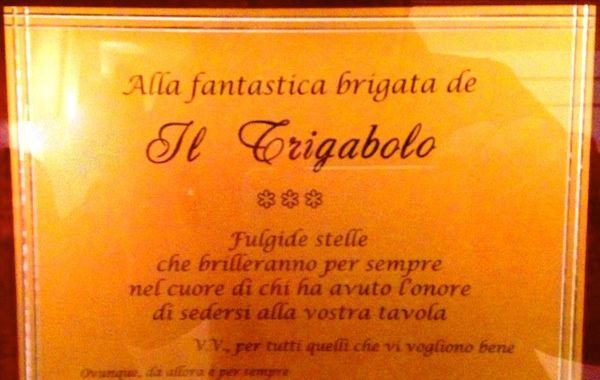 Alla fantastica brigata de
Il Trigabolo
Fulgide stelle
che brilleranno per sempre
nel cuore di chi ha avuto l'onore
di sedersi alla vostra tavola
V.V., per tutti quelli che vi vogliono bene
Ovunque, da allora e per sempre